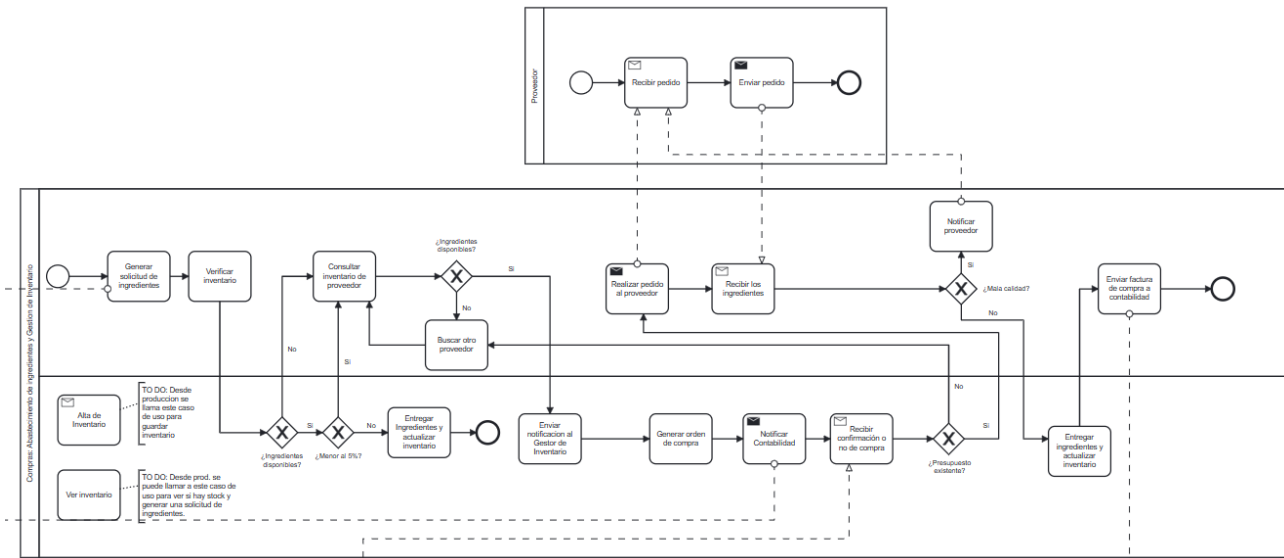 Proveedor
Recibir pedido
Enviar pedido
Compras: Abastecimiento de ingredientes y Gestion de Inventario
Generar
solicitud de
ingredientes
Verificar
inventario
Consultar
inventario de
proveedor
¿Ingredientes
disponibles?
Si
No
Buscar otro
proveedor
Realizar pedido
al proveedor
Recibir los
ingredientes
Notificar
proveedor
Si
¿Mala calidad?
No
Enviar factura
de compra a
contabilidad
No
Si
No
Si
Alta de
Inventario
TO DO: Desde
produccion se
llama este caso
de uso para
guardar
inventario
Ver inventario
TO DO: Desde prod. se
puede llamar a este caso de
uso para ver si hay stock y
generar una solicitud de
ingredientes.
Si
¿Ingredientes
disponibles?
No
¿Menor al 5%?
Entregar
Ingredientes y
actualizar
inventario
Enviar
notificacion al
Gestor de
Inventario
Generar orden
de compra
Notificar
Contabilidad
Recibir
confirmación o
no de compra
¿Presupuesto
existente?
Entregar
ingredientes y
actualizar
inventario